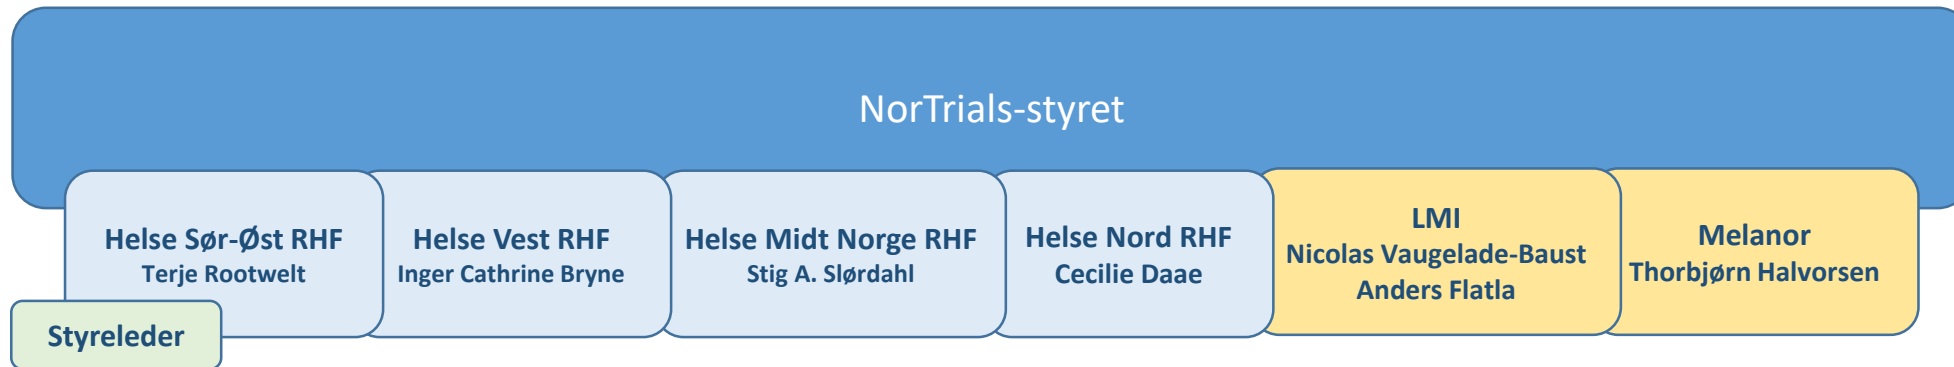 NorTrials-styret
Helse Sør-Øst RHF
Terje Rootwelt
Styreleder
Helse Vest RHF
Inger Cathrine Bryne
Helse Midt Norge RHF
Stig A. Slørdahl
Helse Nord RHF
Cecilie Daae
LMI
Nicolas Vaugelade-Baust
Anders Flatla
Melanor
Thorbjørn Halvorsen